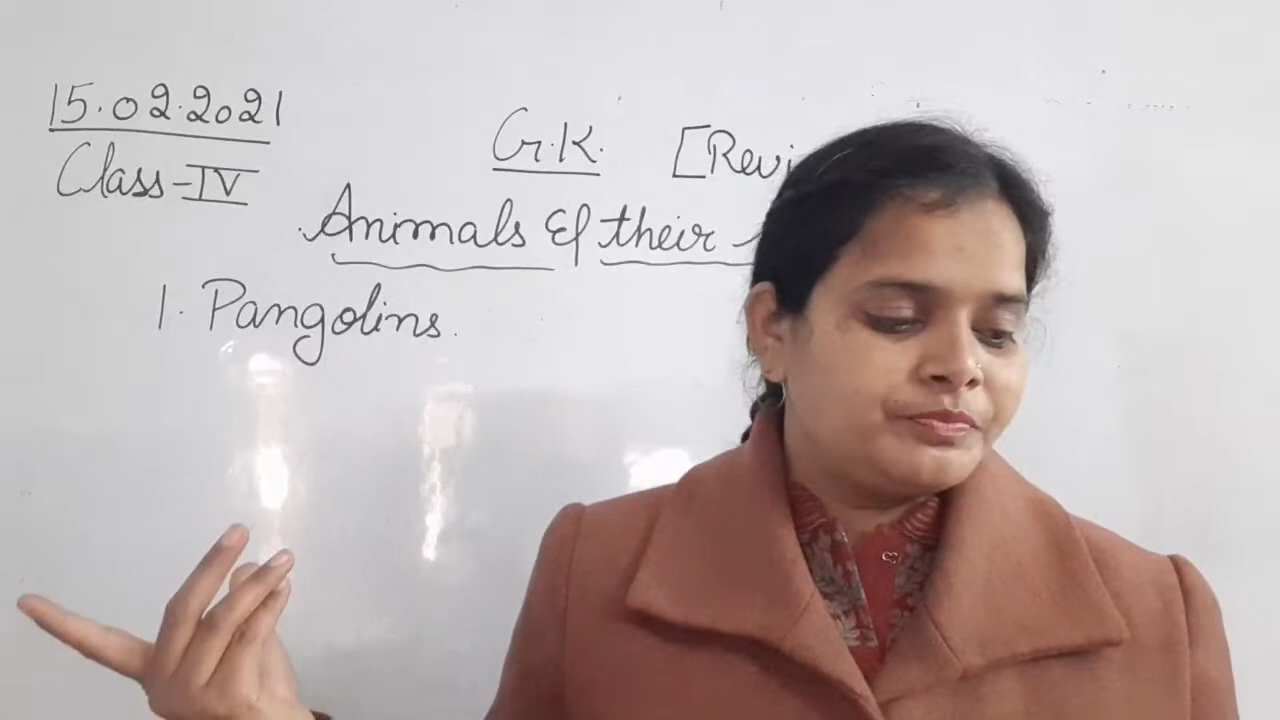 15.02.2021
G.K. [Revi
Class-IV
Animals & their
1. Pangolins.